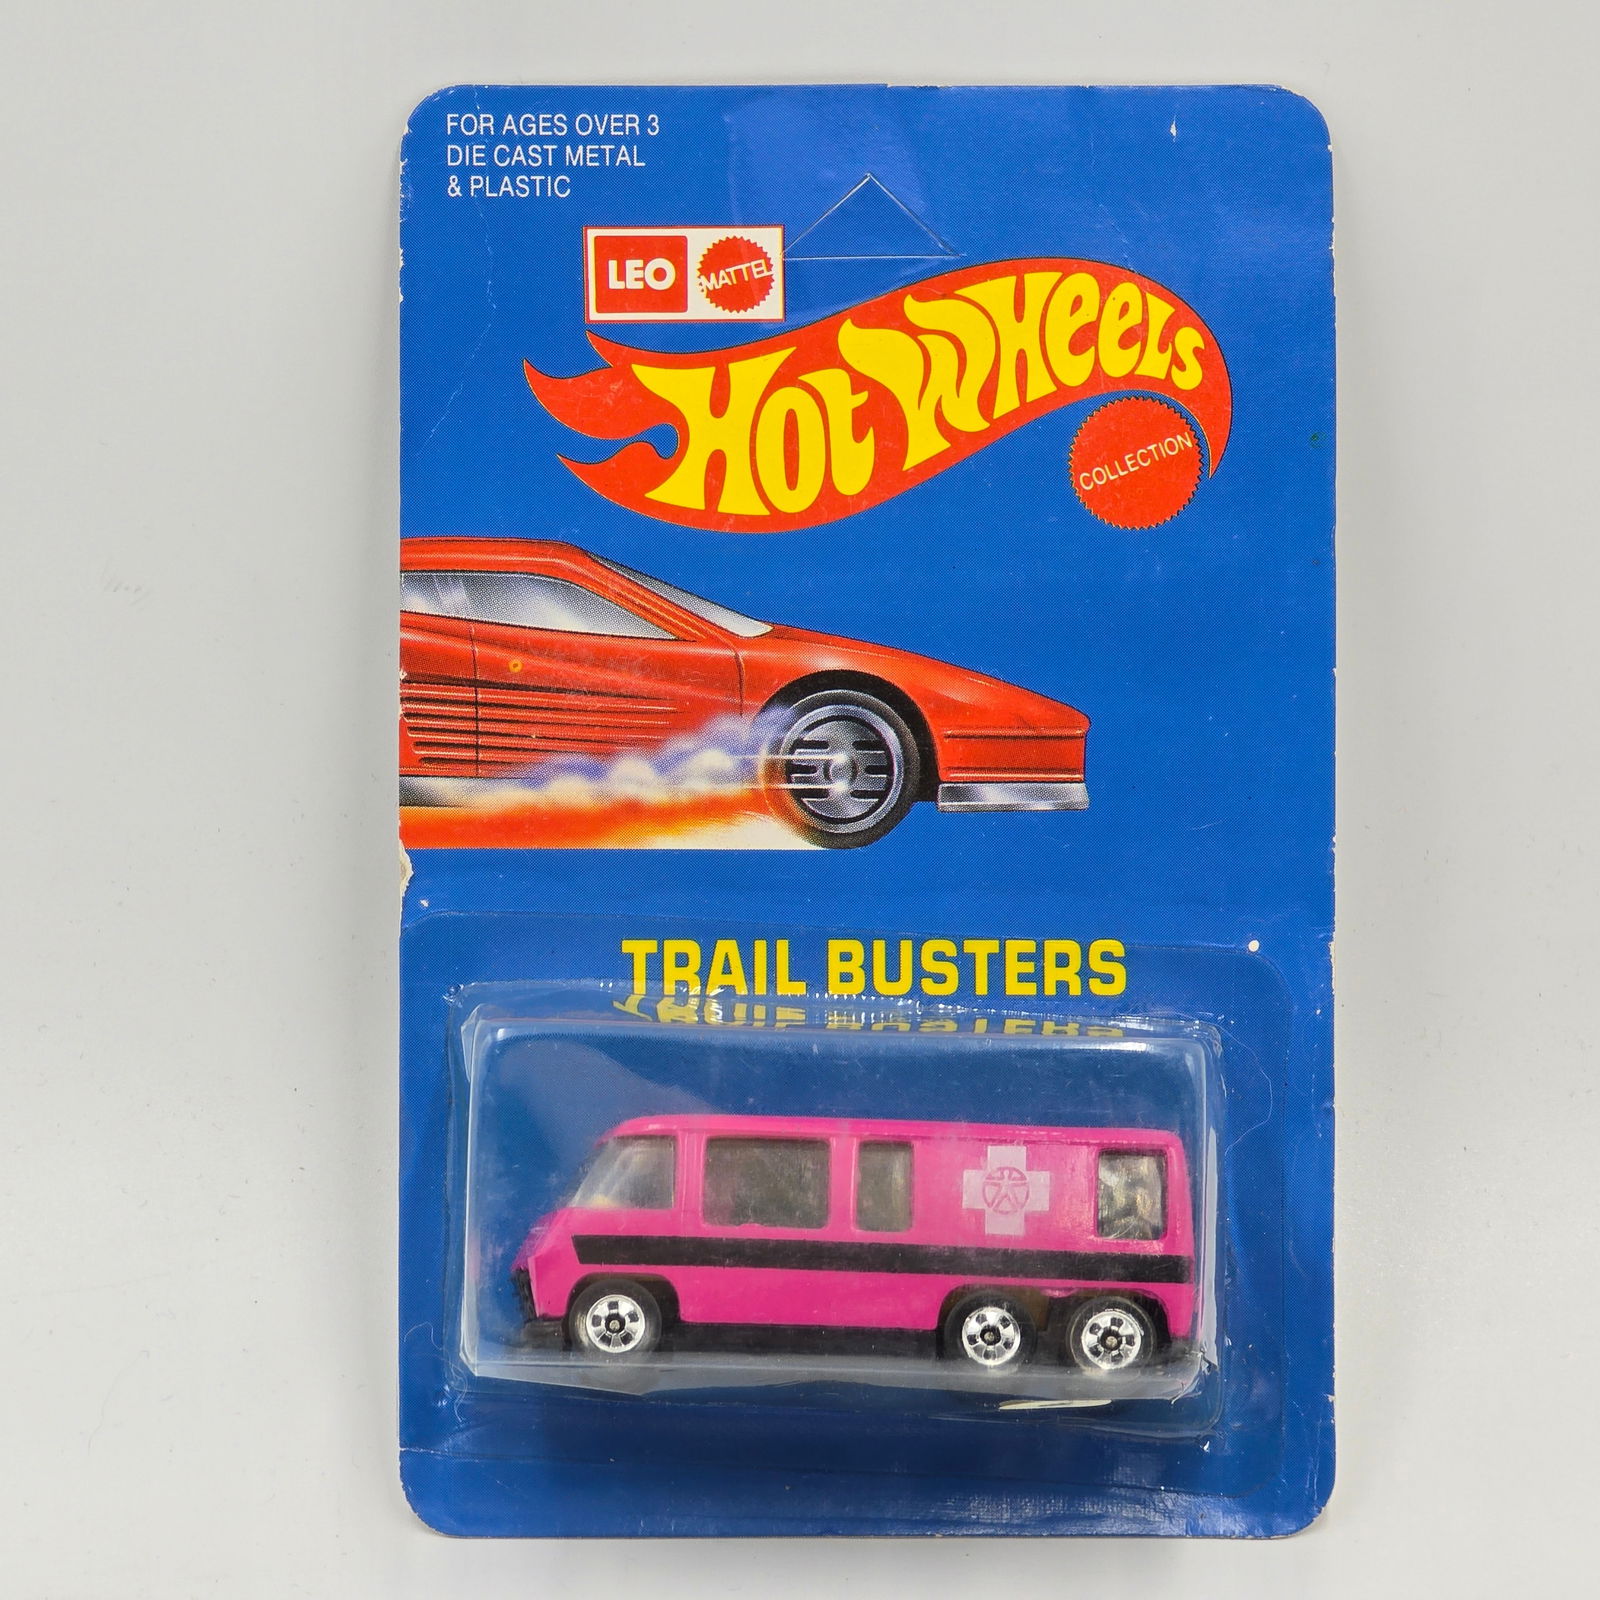 FOR AGES OVER 3
DIE CAST METAL
& PLASTIC
LEO
MATTEL
Hot Wheels
COLLECTION
TRAIL BUSTERS